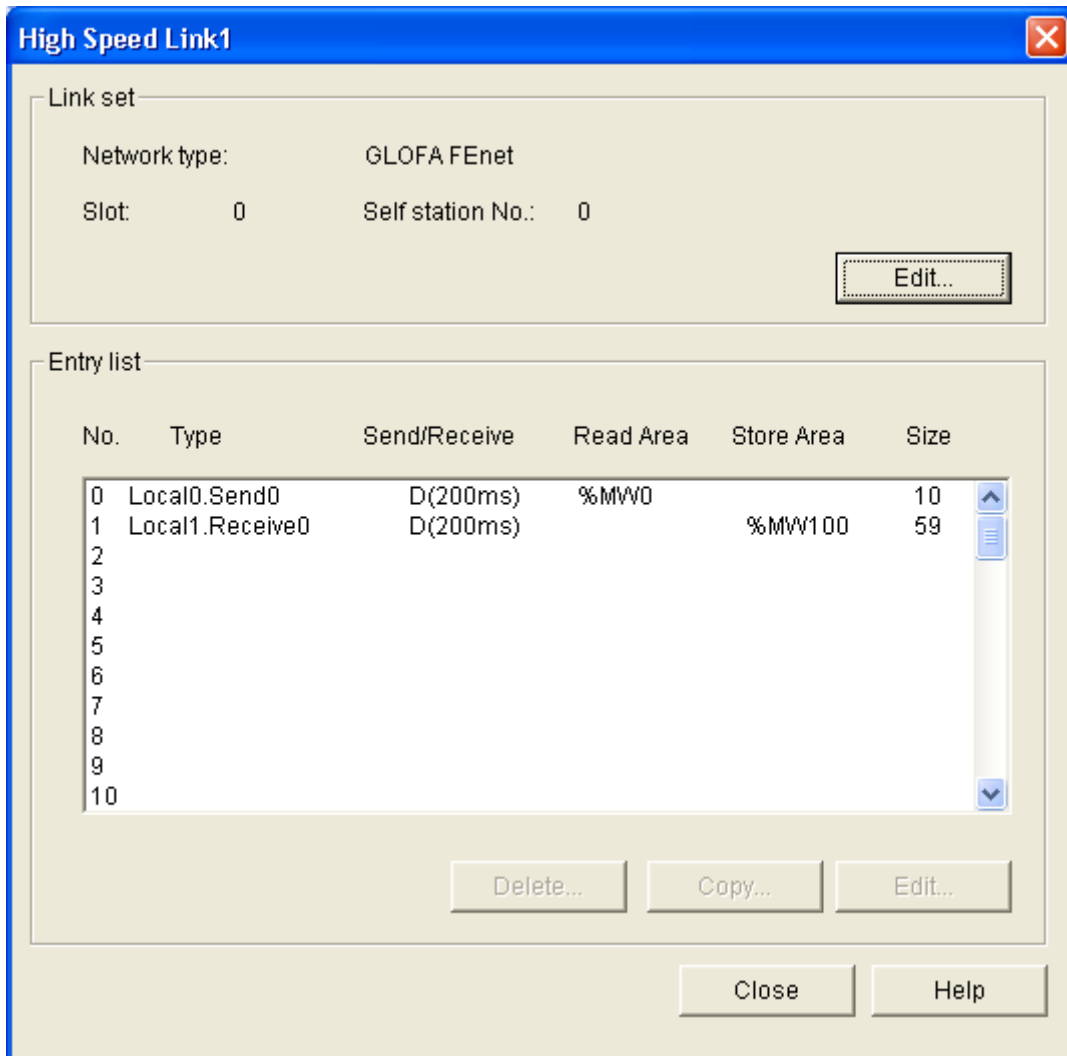 High Speed Link1
Link set
Network type: GLOFA FEnet
Slot: 0 Self station No.: 0
Edit...
Entry list
No. Type Send/Receive Read Area Store Area Size
0 Local0.Send0 D(200ms) %MW0 10
1 Local1.Receive0 D(200ms) %MW100 59
2
3
4
5
6
7
8
9
10
Delete... Copy... Edit...
Close Help